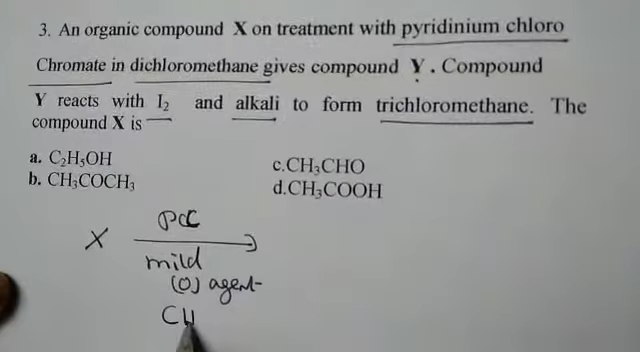 3. An organic compound X on treatment with pyridinium chloro
Chromate in dichloromethane gives compound Y. Compound
Y reacts with I₂ and alkali to form trichloromethane. The
compound X is
a. C₂H₅OH
b. CH₃COCH₃
c.CH₃CHO
d.CH₃COOH
X PCC
mild
(O) agent
CH